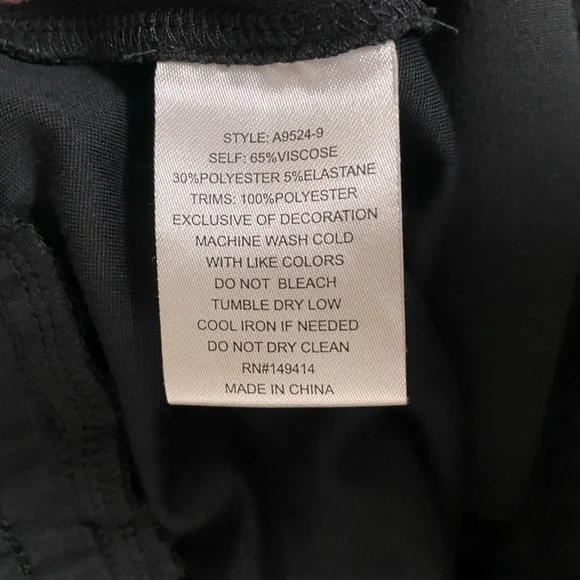 STYLE: A9524-9
SELF: 65%VISCOSE
30%POLYESTER 5%ELASTANE
TRIMS: 100%POLYESTER
EXCLUSIVE OF DECORATION
MACHINE WASH COLD
WITH LIKE COLORS
DO NOT BLEACH
TUMBLE DRY LOW
COOL IRON IF NEEDED
DO NOT DRY CLEAN
RN#149414
MADE IN CHINA